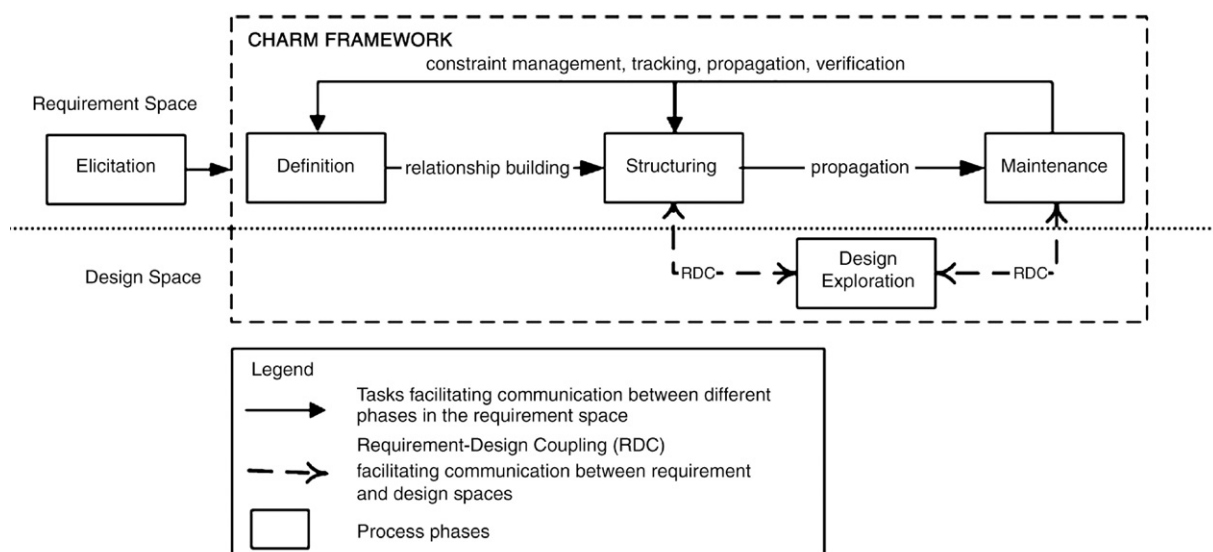 CHARM FRAMEWORK
constraint management, tracking, propagation, verification
Requirement Space
Elicitation
Definition
relationship building
Structuring
propagation
Maintenance
Design Space
RDC
Design
Exploration
RDC
Legend
Tasks facilitating communication between different
phases in the requirement space
Requirement-Design Coupling (RDC)
facilitating communication between requirement
and design spaces
Process phases